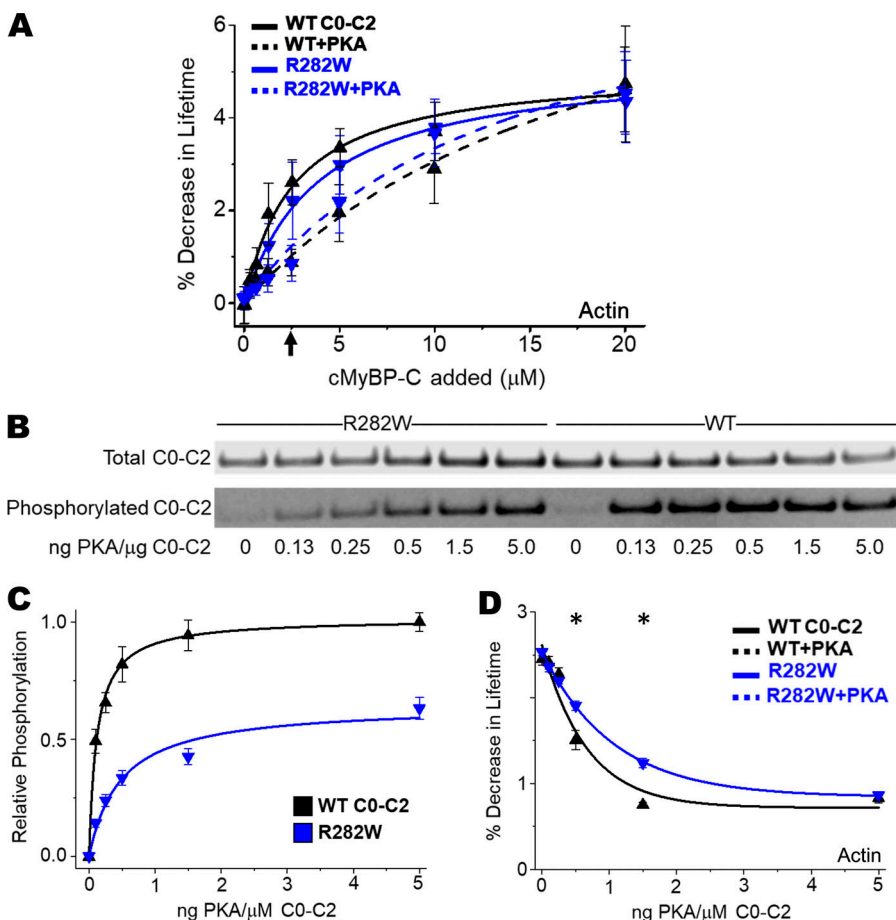 A
WT C0-C2
WT+PKA
R282W
R282W+PKA
% Decrease in Lifetime
6
4
2
0
Actin
0 5 10 15 20
cMyBP-C added (μM)
B
R282W WT
Total C0-C2
Phosphorylated C0-C2
ng PKA/μg C0-C2 0 0.13 0.25 0.5 1.5 5.0 0 0.13 0.25 0.5 1.5 5.0
C
Relative Phosphorylation
1.0
0.5
0.0
WT C0-C2
R282W
0 1 2 3 4 5
ng PKA/μM C0-C2
D
% Decrease in Lifetime
3
2
1
0
* *
WT C0-C2
WT+PKA
R282W
R282W+PKA
Actin
0 1 2 3 4 5
ng PKA/μM C0-C2